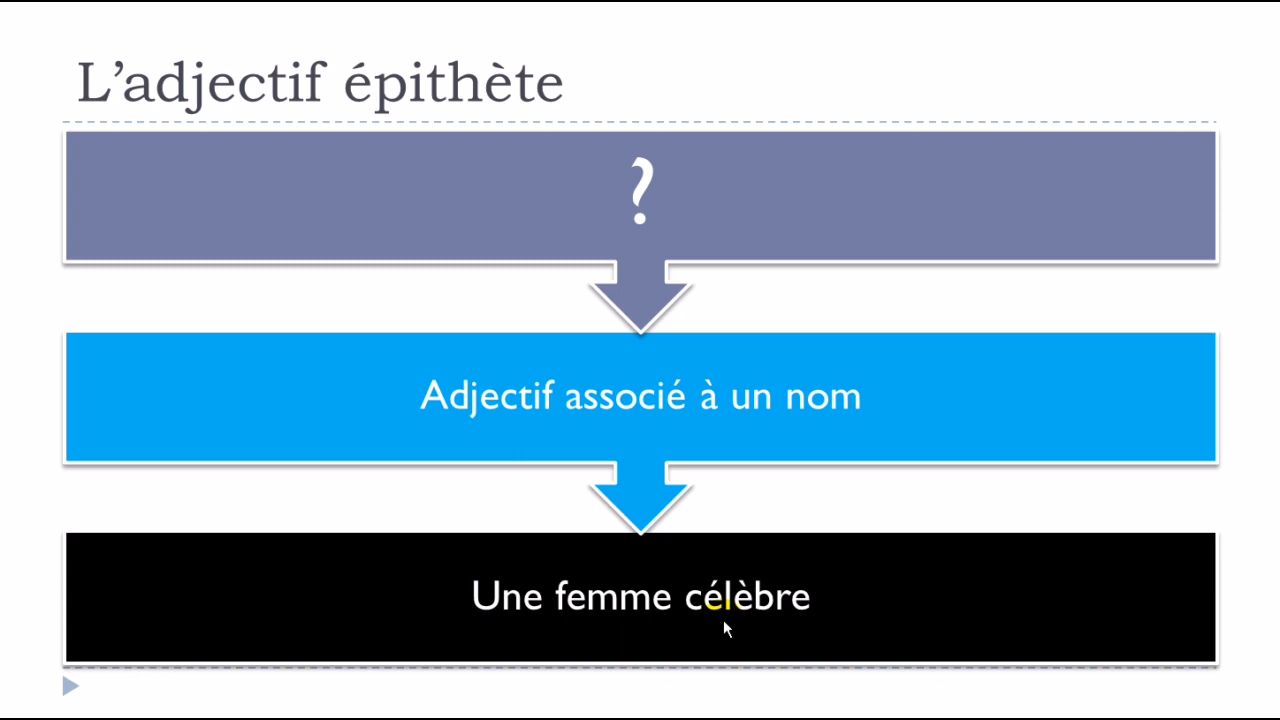 L’adjectif épithète
?
Adjectif associé à un nom
Une femme célèbre